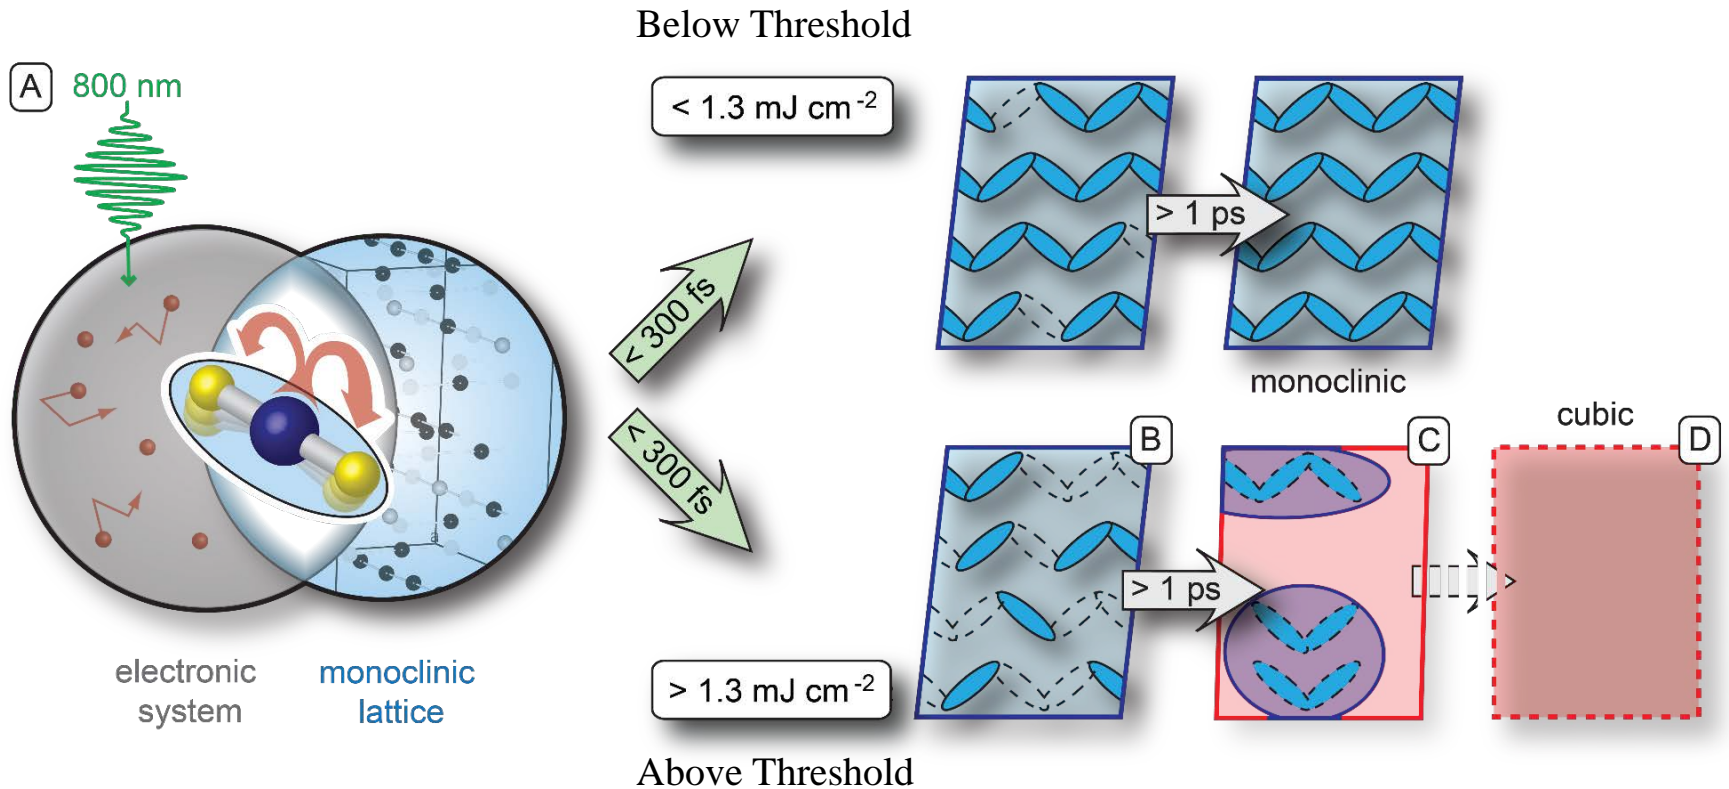 Below Threshold
A
800 nm
< 1.3 mJ cm⁻²
> 1 ps
< 300 fs
monoclinic
< 300 fs
B
C
cubic
D
> 1 ps
electronic
system
monoclinic
lattice
> 1.3 mJ cm⁻²
Above Threshold